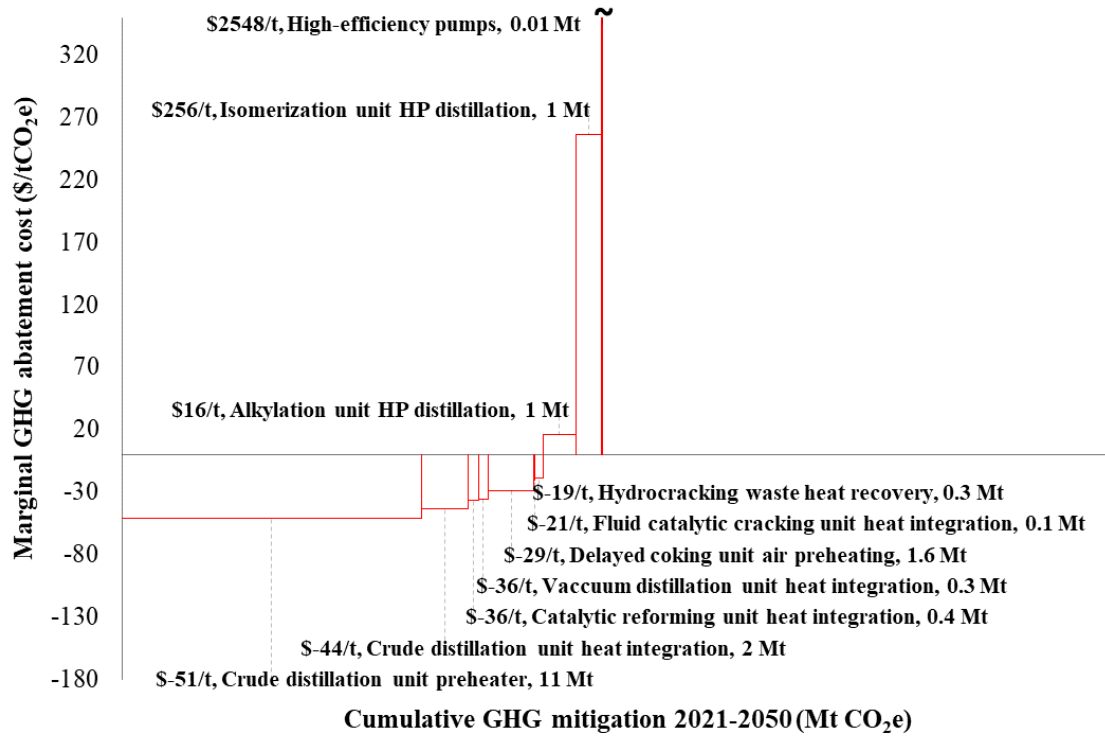 $2548/t, High-efficiency pumps, 0.01 Mt
~
320
270
$256/t, Isomerization unit HP distillation, 1 Mt
220
170
120
70
$16/t, Alkylation unit HP distillation, 1 Mt
20
-30
$-19/t, Hydrocracking waste heat recovery, 0.3 Mt
$-21/t, Fluid catalytic cracking unit heat integration, 0.1 Mt
-80
$-29/t, Delayed coking unit air preheating, 1.6 Mt
$-36/t, Vaccuum distillation unit heat integration, 0.3 Mt
-130
$-36/t, Catalytic reforming unit heat integration, 0.4 Mt
$-44/t, Crude distillation unit heat integration, 2 Mt
-180
$-51/t, Crude distillation unit preheater, 11 Mt
Marginal GHG abatement cost ($/tCO₂e)
Cumulative GHG mitigation 2021-2050 (Mt CO₂e)